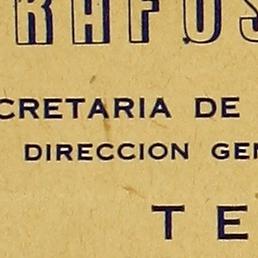 RAFOS
CRETARIA DE
DIRECCION GEN
TE